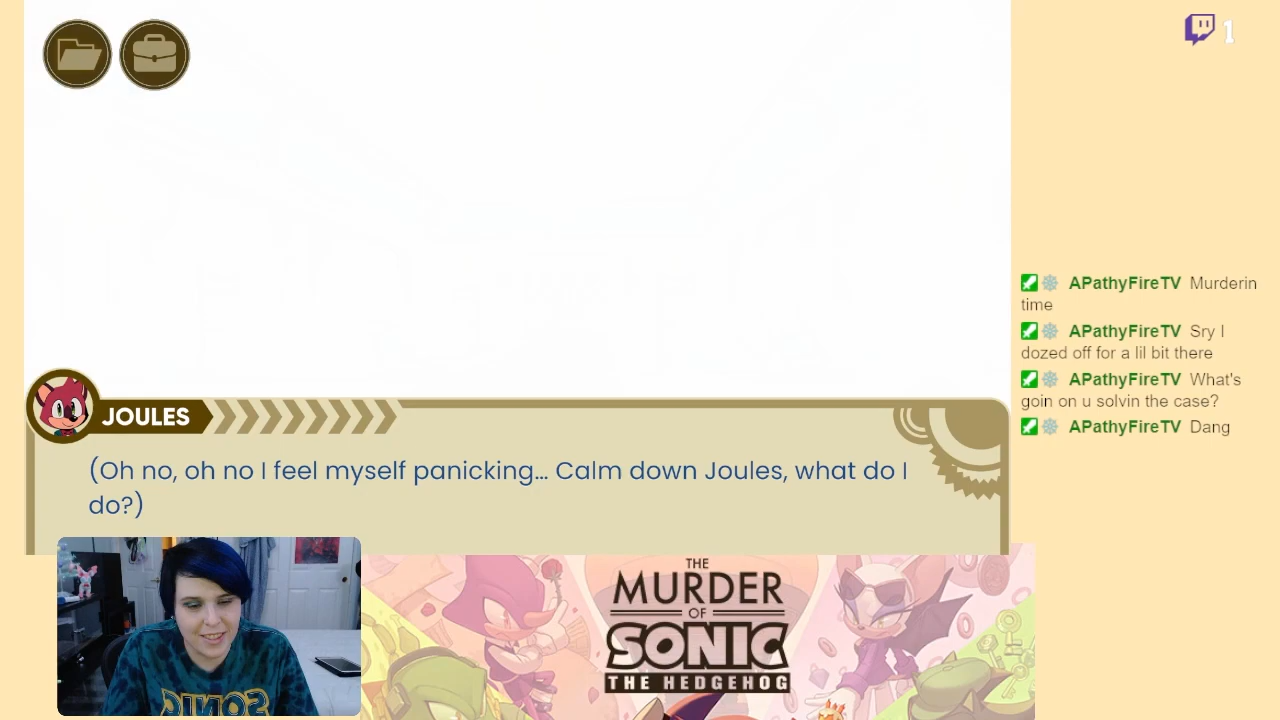 1
APathyFireTV Murderin
time
APathyFireTV Sry I
dozed off for a lil bit there
APathyFireTV What's
goin on u solvin the case?
APathyFireTV Dang
JOULES
(Oh no, oh no I feel myself panicking... Calm down Joules, what do I
do?)
THE
MURDER
OF
SONIC
THE HEDGEHOG
SONIC